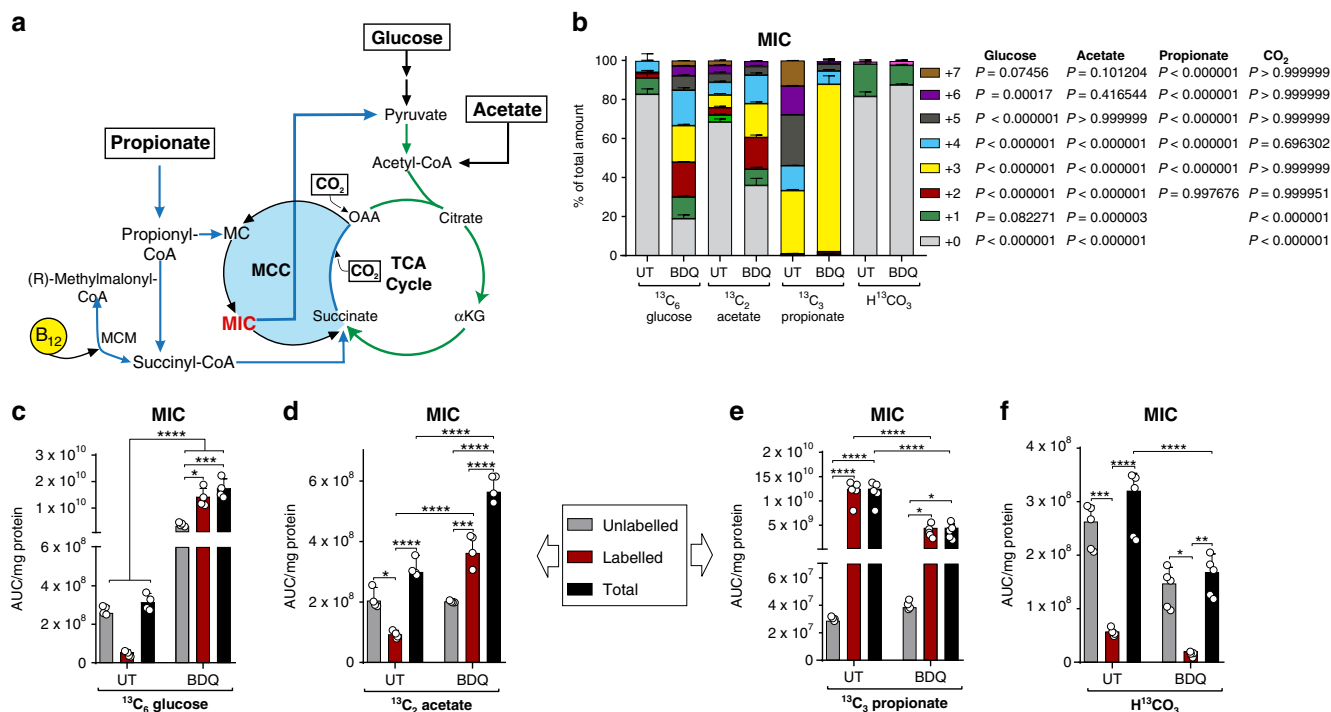 a
Glucose
Pyruvate
Acetate
Acetyl-CoA
Propionate
CO2
OAA
Citrate
Propionyl-
CoA
MC
MCC
CO2
TCA
Cycle
(R)-Methylmalonyl-
CoA
MIC
Succinate
αKG
B12
MCM
Succinyl-CoA
b
MIC
% of total amount
100
80
60
40
20
0
UT
BDQ
UT
BDQ
UT
BDQ
UT
BDQ
13C6
glucose
13C2
acetate
13C3
propionate
H13CO3
Glucose Acetate Propionate CO2
+7 P = 0.07456 P = 0.101204 P < 0.000001 P > 0.999999
+6 P = 0.00017 P = 0.416544 P < 0.000001 P > 0.999999
+5 P < 0.000001 P > 0.999999 P < 0.000001 P > 0.999999
+4 P < 0.000001 P < 0.000001 P < 0.000001 P = 0.696302
+3 P < 0.000001 P < 0.000001 P < 0.000001 P > 0.999999
+2 P < 0.000001 P < 0.000001 P = 0.997676 P = 0.999951
+1 P = 0.082271 P = 0.000003 P < 0.000001
+0 P < 0.000001 P < 0.000001 P < 0.000001
c
MIC
AUC/mg protein
3 x 10^10
2 x 10^10
1 x 10^10
6 x 10^8
4 x 10^8
2 x 10^8
0
****
***
*
UT
BDQ
13C6 glucose
d
MIC
AUC/mg protein
6 x 10^8
4 x 10^8
2 x 10^8
0
****
****
****
****
***
****
*
UT
BDQ
13C2 acetate
Unlabelled
Labelled
Total
e
MIC
AUC/mg protein
2 x 10^10
1.5 x 10^10
1 x 10^10
5 x 10^9
6 x 10^7
4 x 10^7
2 x 10^7
0
****
****
****
****
*
*
UT
BDQ
13C3 propionate
f
MIC
AUC/mg protein
4 x 10^8
3 x 10^8
2 x 10^8
1 x 10^8
0
****
****
***
**
*
UT
BDQ
H13CO3